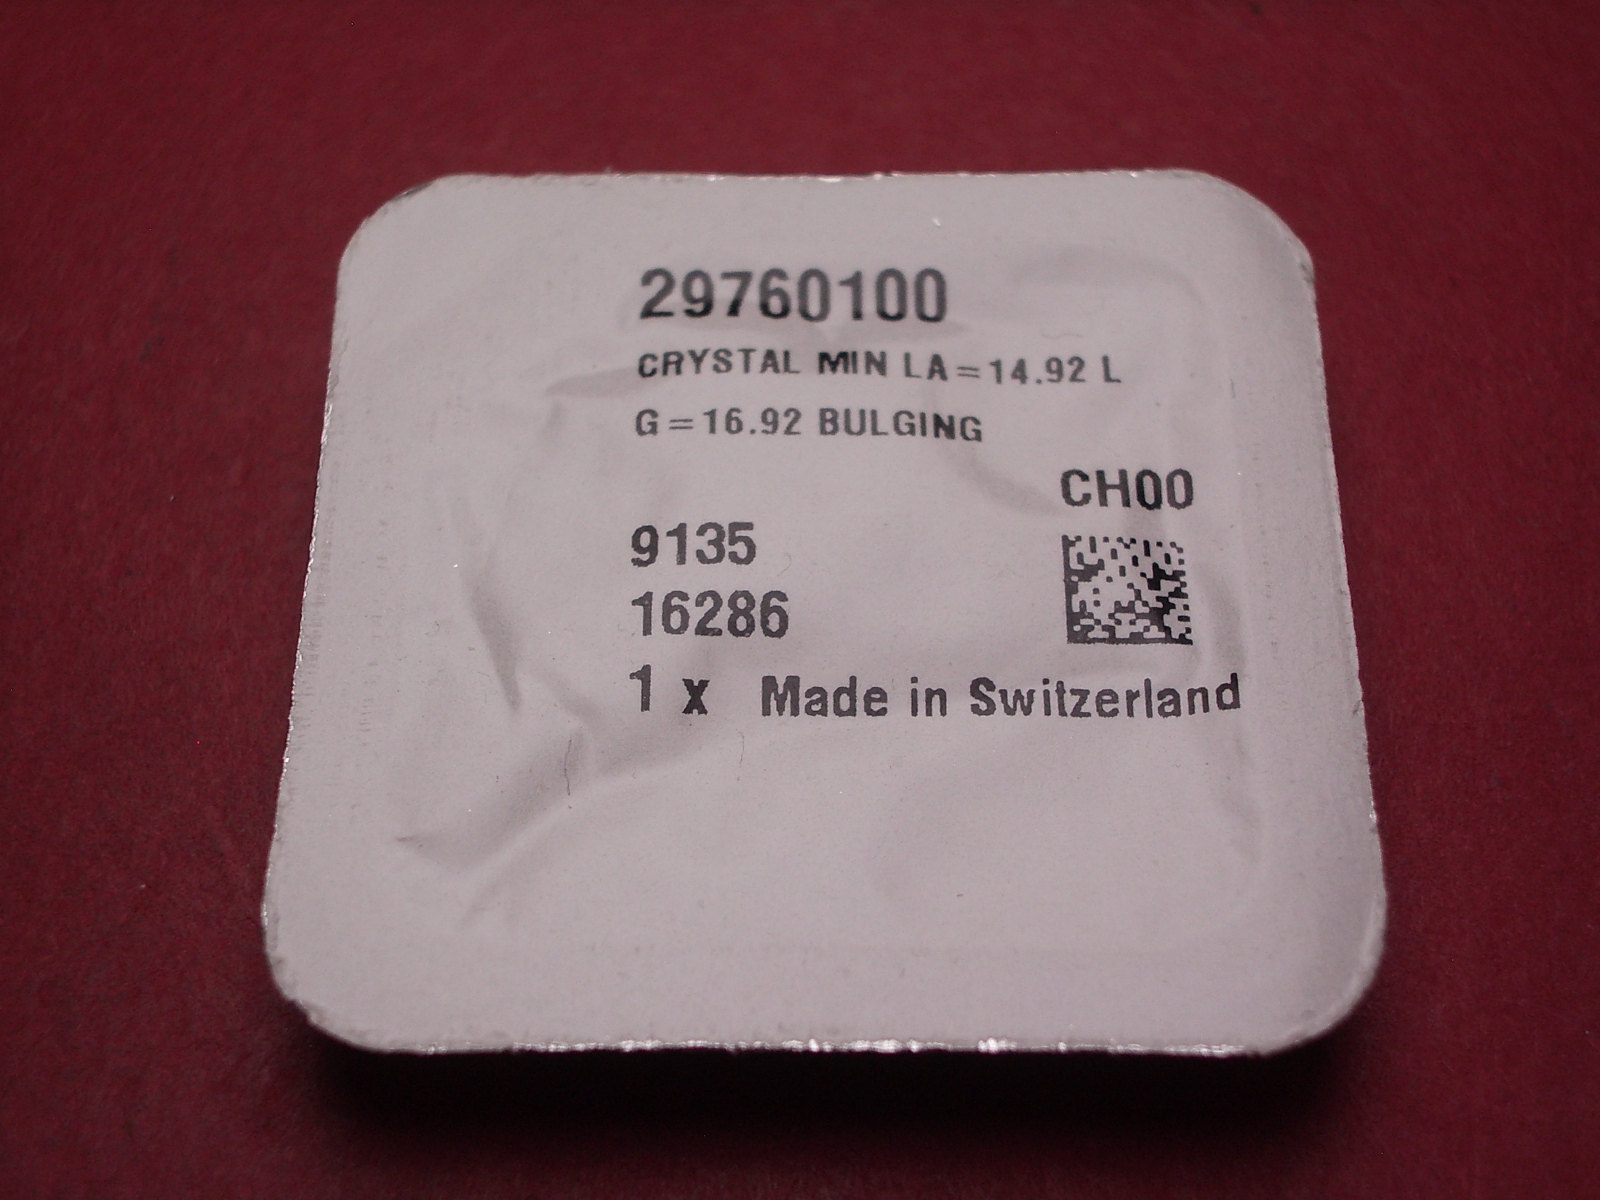 29760100
CRYSTAL MIN LA=14.92 L
G=16.92 BULGING
CH00
9135
16286
1 x Made in Switzerland